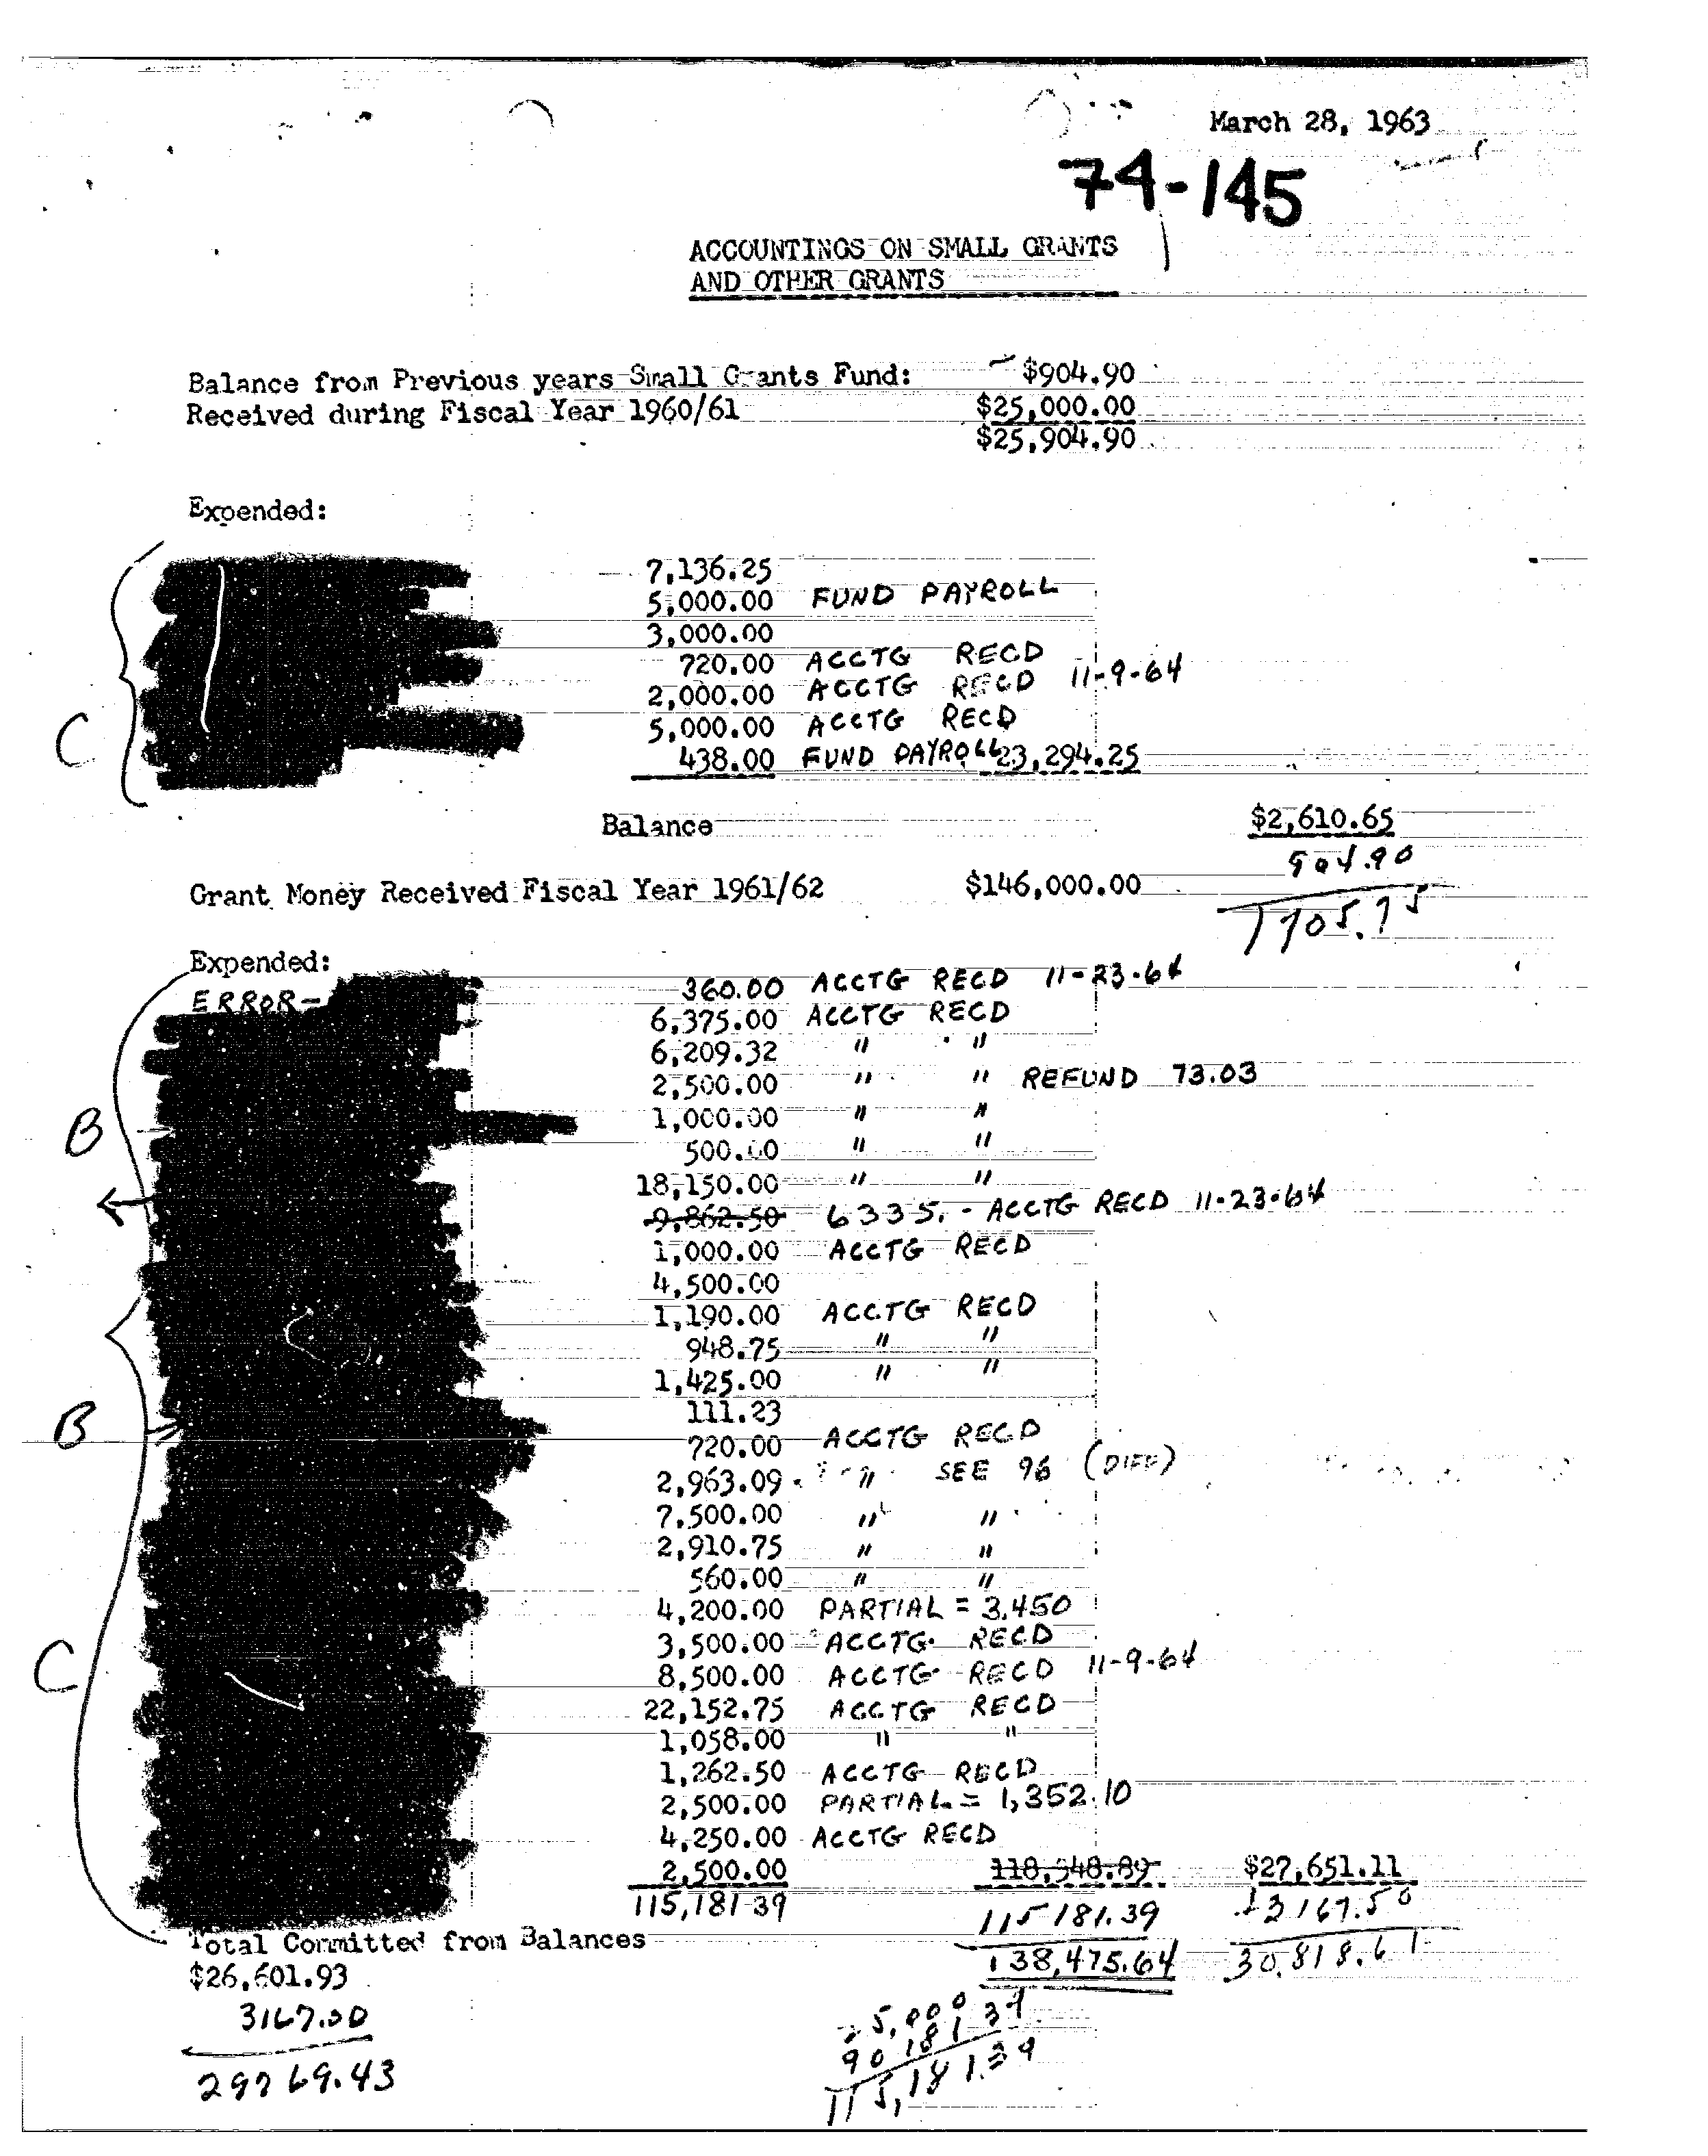 March 28, 1963
74-145
ACCOUNTINGS ON SMALL GRANTS
AND OTHER GRANTS
Balance from Previous years Small Grants Fund: $904.90
Received during Fiscal Year 1960/61 $25,000.00
$25,904.90
Expended:
7,136.25
5,000.00 FUND PAYROLL
3,000.00
720.00 ACCTG RECD
2,000.00 ACCTG RECD 11-9-64
5,000.00 ACCTG RECD
C
438.00 FUND PAYROLL 23,294.25
Balance $2,610.65
904.90
Grant Money Received Fiscal Year 1961/62 $146,000.00
1705.75
Expended:
360.00 ACCTG RECD 11-23-64
ERROR-
6,375.00 ACCTG RECD
6,209.32 " "
2,500.00 " " REFUND 73.03
B
1,000.00 " "
500.00 " "
18,150.00 " "
9,862.50 6335. - ACCTG RECD 11-23-64
1,000.00 ACCTG RECD
4,500.00
1,190.00 ACCTG RECD
948.75 " "
1,425.00 " "
111.23
B
720.00 ACCTG RECD
2,963.09 " SEE 96 (DIFF)
7,500.00 " "
2,910.75 " "
560.00 " "
4,200.00 PARTIAL = 3,450
3,500.00 ACCTG RECD
C
8,500.00 ACCTG RECD 11-9-64
22,152.75 ACCTG RECD
1,058.00 " "
1,262.50 ACCTG RECD
2,500.00 PARTIAL = 1,352.10
4,250.00 ACCTG RECD
2,500.00 118,348.89 $27,651.11
115,181.39 115181.39 +3167.50
Total Committed from Balances 138,475.64 30,818.61
$26,601.93
3167.50
29769.43
25,000
90181.39
115,181.39